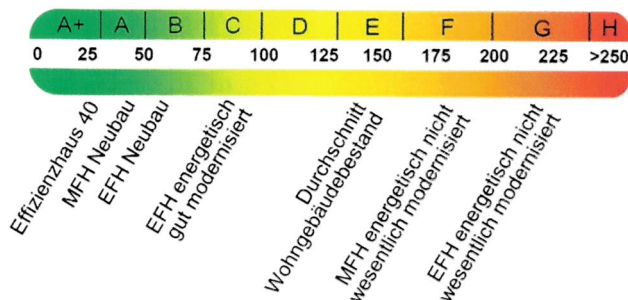 A+ A B C D E F G H
0 25 50 75 100 125 150 175 200 225 >250
Effizienzhaus 40
MFH Neubau
EFH Neubau
EFH energetisch
gut modernisiert
Durchschnitt
Wohngebäudebestand
MFH energetisch nicht
wesentlich modernisiert
EFH energetisch nicht
wesentlich modernisiert